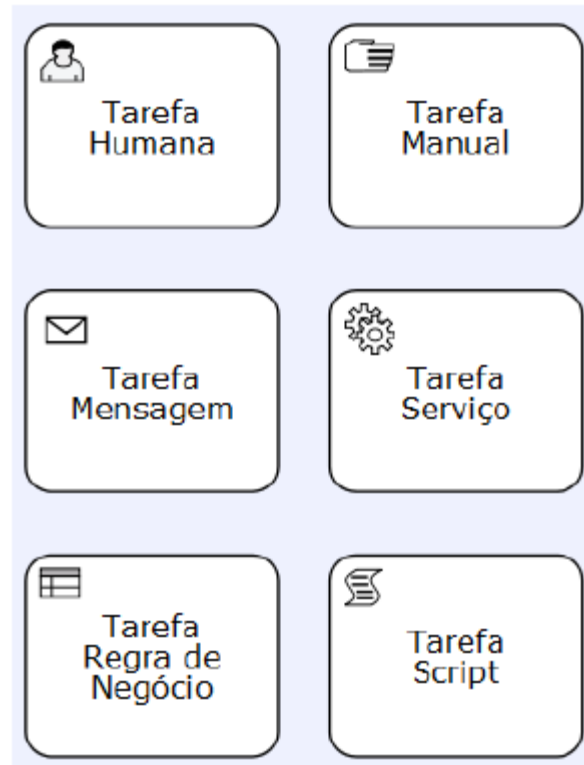 Tarefa
Humana
Tarefa
Manual
Tarefa
Mensagem
Tarefa
Serviço
Tarefa
Regra de
Negócio
Tarefa
Script